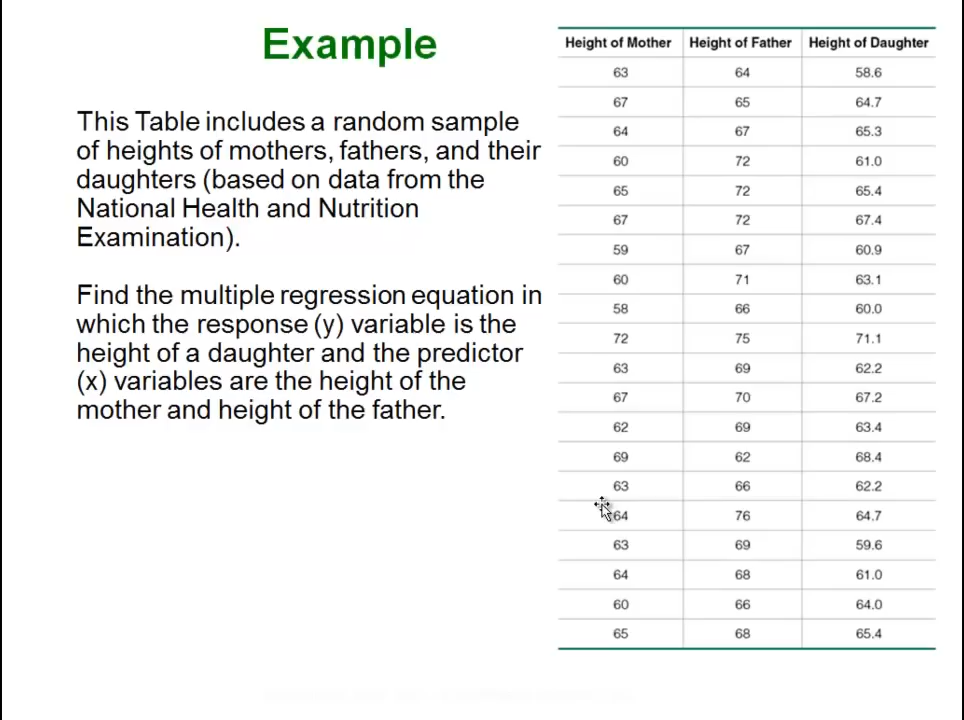 Example
This Table includes a random sample
of heights of mothers, fathers, and their
daughters (based on data from the
National Health and Nutrition
Examination).
Find the multiple regression equation in
which the response (y) variable is the
height of a daughter and the predictor
(x) variables are the height of the
mother and height of the father.
Height of Mother Height of Father Height of Daughter
63 64 58.6
67 65 64.7
64 67 65.3
60 72 61.0
65 72 65.4
67 72 67.4
59 67 60.9
60 71 63.1
58 66 60.0
72 75 71.1
63 69 62.2
67 70 67.2
62 69 63.4
69 62 68.4
63 66 62.2
64 76 64.7
63 69 59.6
64 68 61.0
60 66 64.0
65 68 65.4